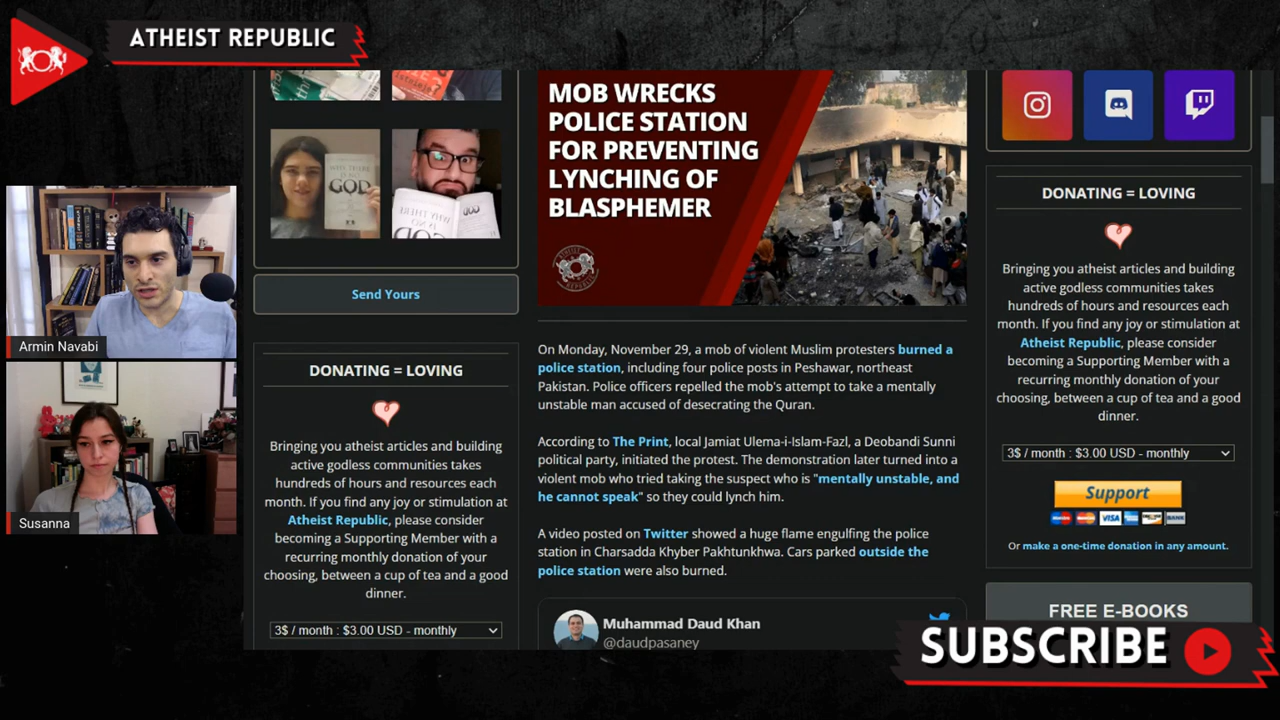 ATHEIST REPUBLIC
Armin Navabi
Susanna
GOD
Send Yours
DONATING = LOVING
Bringing you atheist articles and building
active godless communities takes
hundreds of hours and resources each
month. If you find any joy or stimulation at
Atheist Republic, please consider
becoming a Supporting Member with a
recurring monthly donation of your
choosing, between a cup of tea and a good
dinner.
3$ / month : $3.00 USD - monthly
MOB WRECKS
POLICE STATION
FOR PREVENTING
LYNCHING OF
BLASPHEMER
On Monday, November 29, a mob of violent Muslim protesters burned a
police station, including four police posts in Peshawar, northeast
Pakistan. Police officers repelled the mob's attempt to take a mentally
unstable man accused of desecrating the Quran.
According to The Print, local Jamiat Ulema-i-Islam-Fazl, a Deobandi Sunni
political party, initiated the protest. The demonstration later turned into a
violent mob who tried taking the suspect who is "mentally unstable, and
he cannot speak" so they could lynch him.
A video posted on Twitter showed a huge flame engulfing the police
station in Charsadda Khyber Pakhtunkhwa. Cars parked outside the
police station were also burned.
Muhammad Daud Khan
@daudpasaney
DONATING = LOVING
Bringing you atheist articles and building
active godless communities takes
hundreds of hours and resources each
month. If you find any joy or stimulation at
Atheist Republic, please consider
becoming a Supporting Member with a
recurring monthly donation of your
choosing, between a cup of tea and a good
dinner.
3$ / month : $3.00 USD - monthly
Support
VISA
BANK
Or make a one-time donation in any amount.
FREE E-BOOKS
SUBSCRIBE